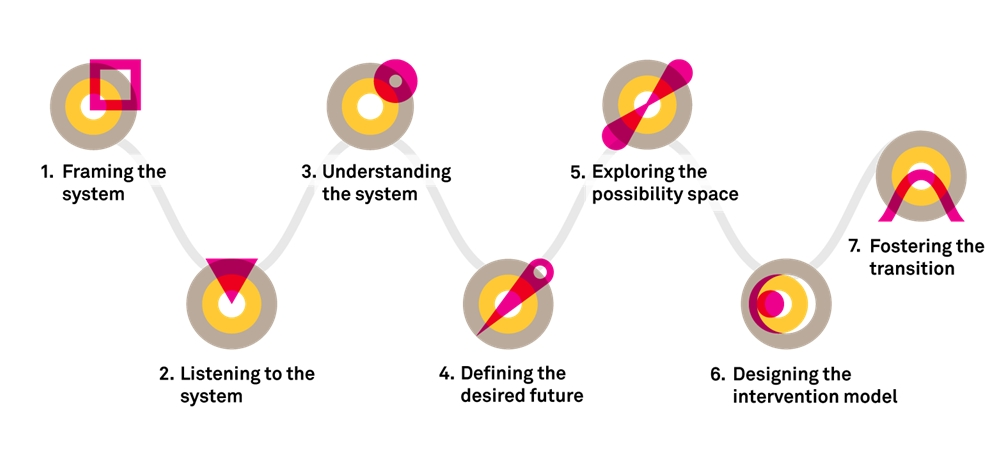 1. Framing the
system
2. Listening to the
system
3. Understanding
the system
4. Defining the
desired future
5. Exploring the
possibility space
6. Designing the
intervention model
7. Fostering the
transition